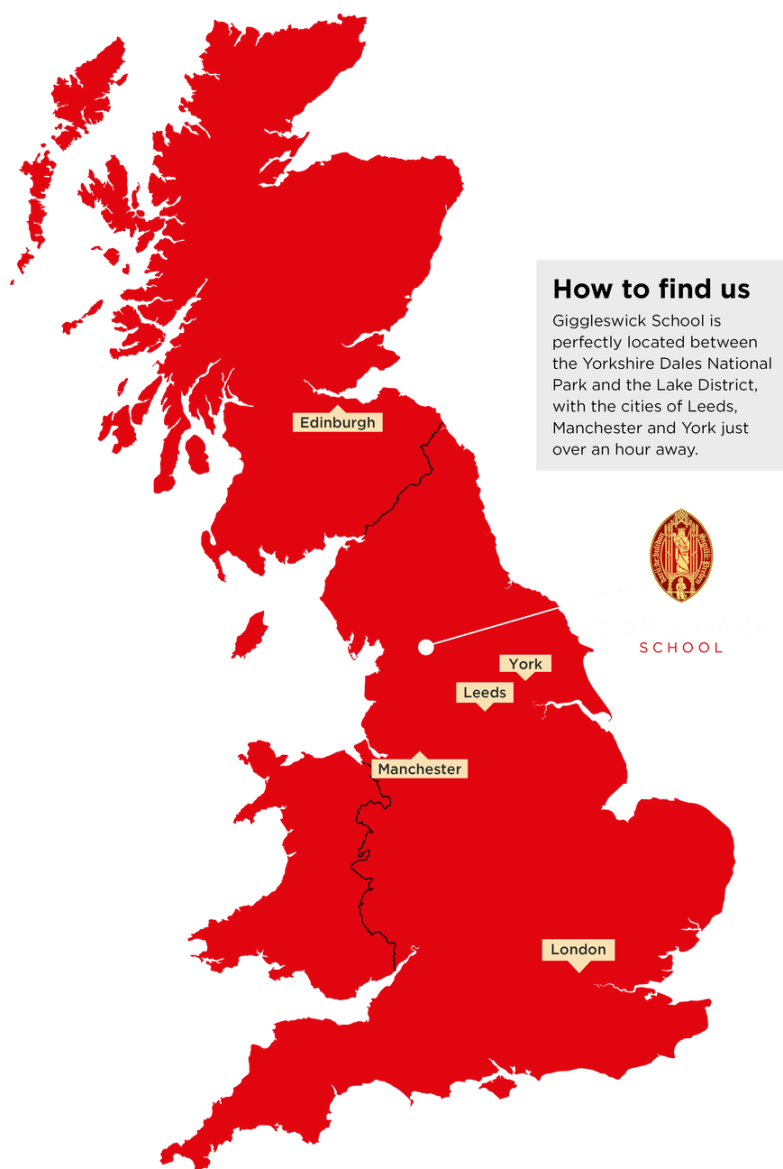 How to find us
Giggleswick School is
perfectly located between
the Yorkshire Dales National
Park and the Lake District,
with the cities of Leeds,
Manchester and York just
over an hour away.
Edinburgh
SCHOOL
York
Leeds
Manchester
London